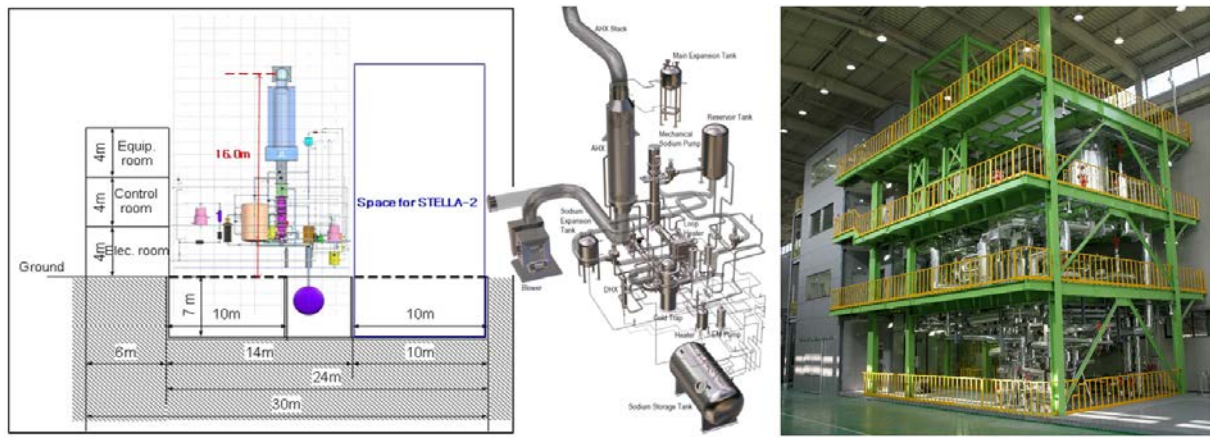 4m
Equip.
room
4m
Control
room
4m
Elec. room
16.0m
Space for STELLA-2
Ground
7 m
10m
10m
6m
14m
10m
24m
30m
AHX Stack
Main Expansion Tank
Reservoir Tank
Mechanical
Sodium Pump
AHX
Sodium
Expansion
Tank
Loop
Heater
Blower
DHX
Cold Trap
Heater
EM Pump
Sodium Storage Tank